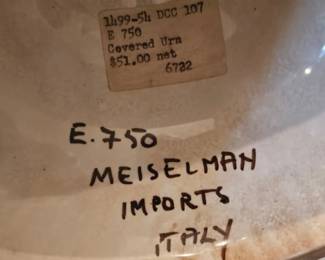 1499-54 DCC 107
E 750
Covered Urn
$51.00 net
6722
E.750
MEISELMAN
IMPORTS
ITALY